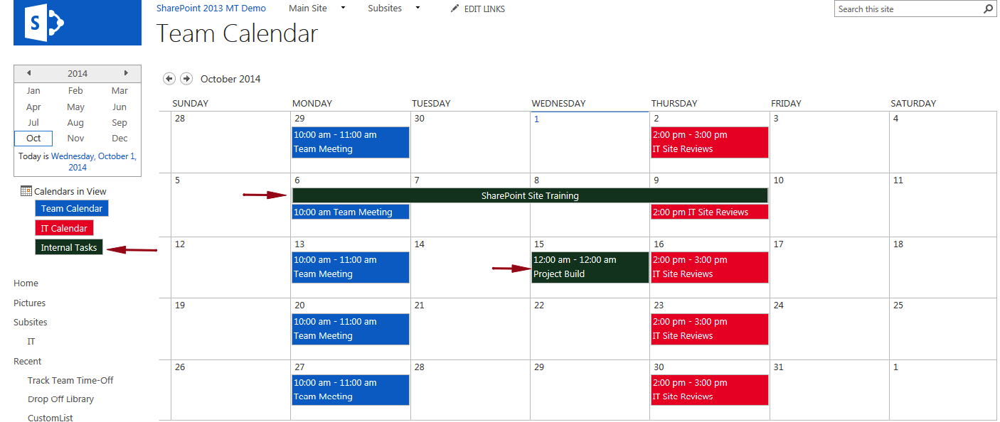 S
SharePoint 2013 MT Demo Main Site Subsites EDIT LINKS
Search this site
Team Calendar
2014
Jan Feb Mar
Apr May Jun
Jul Aug Sep
Oct Nov Dec
Today is Wednesday, October 1,
2014
Calendars in View
Team Calendar
IT Calendar
Internal Tasks
Home
Pictures
Subsites
IT
Recent
Track Team Time-Off
Drop Off Library
CustomList
October 2014
SUNDAY MONDAY TUESDAY WEDNESDAY THURSDAY FRIDAY SATURDAY
28 29 30 1 2 3 4
10:00 am - 11:00 am 2:00 pm - 3:00 pm
Team Meeting IT Site Reviews
5 6 7 8 9 10 11
SharePoint Site Training
10:00 am Team Meeting 2:00 pm IT Site Reviews
12 13 14 15 16 17 18
10:00 am - 11:00 am 12:00 am - 12:00 am 2:00 pm - 3:00 pm
Team Meeting Project Build IT Site Reviews
19 20 21 22 23 24 25
10:00 am - 11:00 am 2:00 pm - 3:00 pm
Team Meeting IT Site Reviews
26 27 28 29 30 31 1
10:00 am - 11:00 am 2:00 pm - 3:00 pm
Team Meeting IT Site Reviews